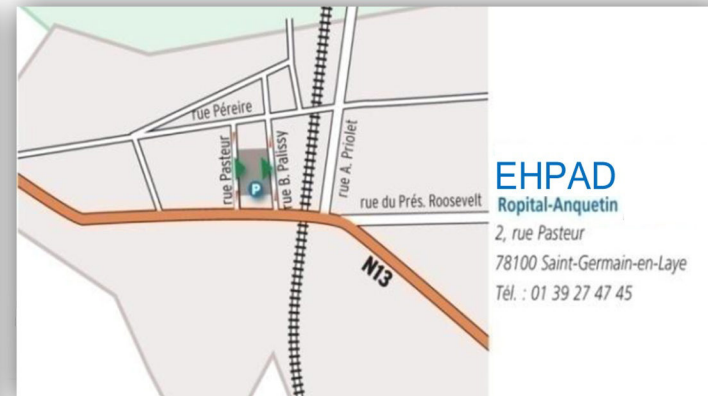 rue Péreire
rue Pasteur
P
rue B. Palissy
rue A. Priolet
rue du Prés. Roosevelt
N13
EHPAD
Ropital-Anquetin
2, rue Pasteur
78100 Saint-Germain-en-Laye
Tél. : 01 39 27 47 45